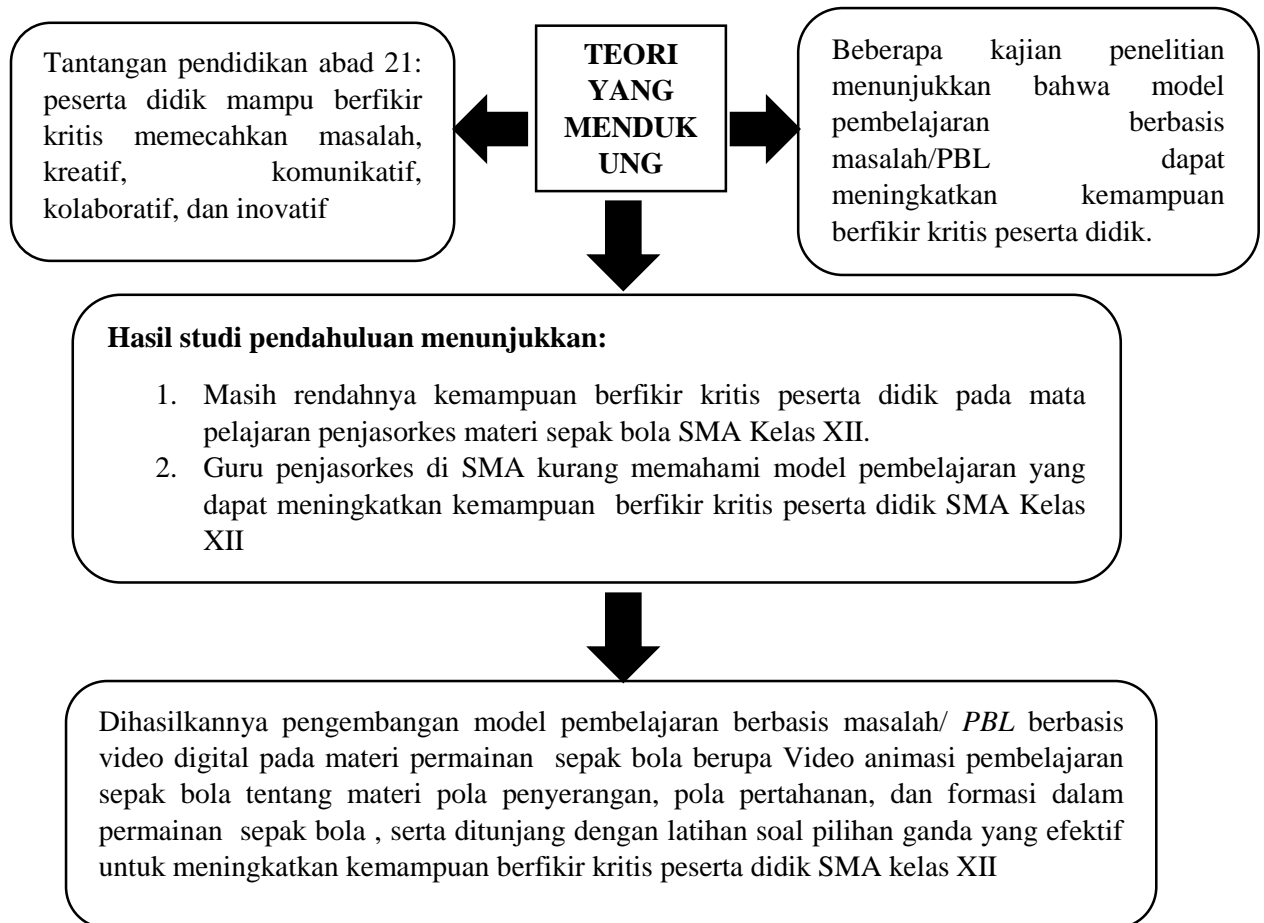 Tantangan pendidikan abad 21:
peserta didik mampu berfikir
kritis memecahkan masalah,
kreatif, komunikatif,
kolaboratif, dan inovatif
TEORI
YANG
MENDUK
UNG
Beberapa kajian penelitian
menunjukkan bahwa model
pembelajaran berbasis
masalah/PBL dapat
meningkatkan kemampuan
berfikir kritis peserta didik.
Hasil studi pendahuluan menunjukkan:
1. Masih rendahnya kemampuan berfikir kritis peserta didik pada mata
pelajaran penjasorkes materi sepak bola SMA Kelas XII.
2. Guru penjasorkes di SMA kurang memahami model pembelajaran yang
dapat meningkatkan kemampuan berfikir kritis peserta didik SMA Kelas
XII
Dihasilkannya pengembangan model pembelajaran berbasis masalah/ PBL berbasis
video digital pada materi permainan sepak bola berupa Video animasi pembelajaran
sepak bola tentang materi pola penyerangan, pola pertahanan, dan formasi dalam
permainan sepak bola , serta ditunjang dengan latihan soal pilihan ganda yang efektif
untuk meningkatkan kemampuan berfikir kritis peserta didik SMA kelas XII